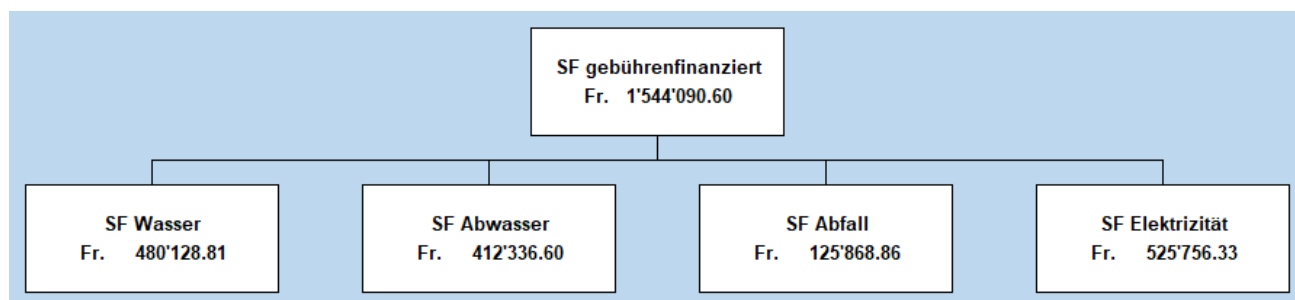 SF gebührenfinanziert
Fr. 1'544'090.60
SF Wasser
Fr. 480'128.81
SF Abwasser
Fr. 412'336.60
SF Abfall
Fr. 125'868.86
SF Elektrizität
Fr. 525'756.33